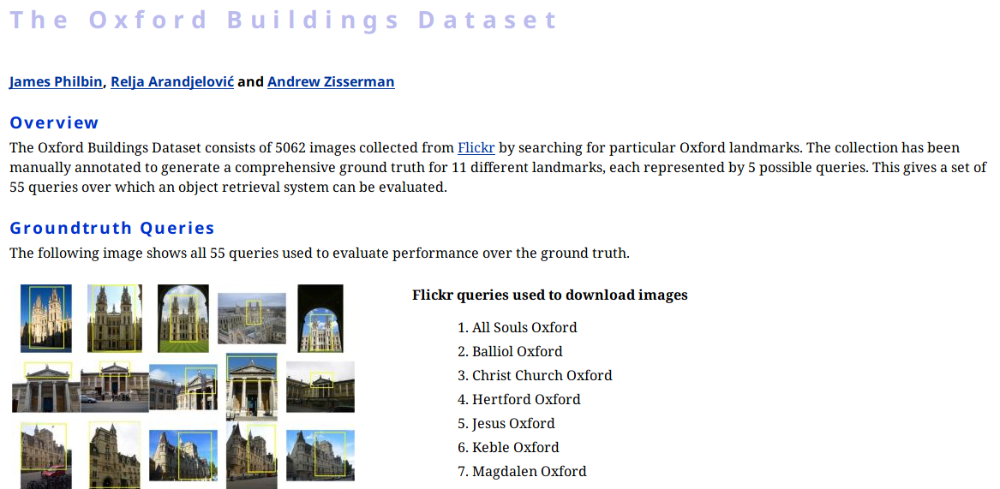 The Oxford Buildings Dataset
James Philbin, Relja Arandjelović and Andrew Zisserman
Overview
The Oxford Buildings Dataset consists of 5062 images collected from Flickr by searching for particular Oxford landmarks. The collection has been
manually annotated to generate a comprehensive ground truth for 11 different landmarks, each represented by 5 possible queries. This gives a set of
55 queries over which an object retrieval system can be evaluated.
Groundtruth Queries
The following image shows all 55 queries used to evaluate performance over the ground truth.
Flickr queries used to download images
1. All Souls Oxford
2. Balliol Oxford
3. Christ Church Oxford
4. Hertford Oxford
5. Jesus Oxford
6. Keble Oxford
7. Magdalen Oxford